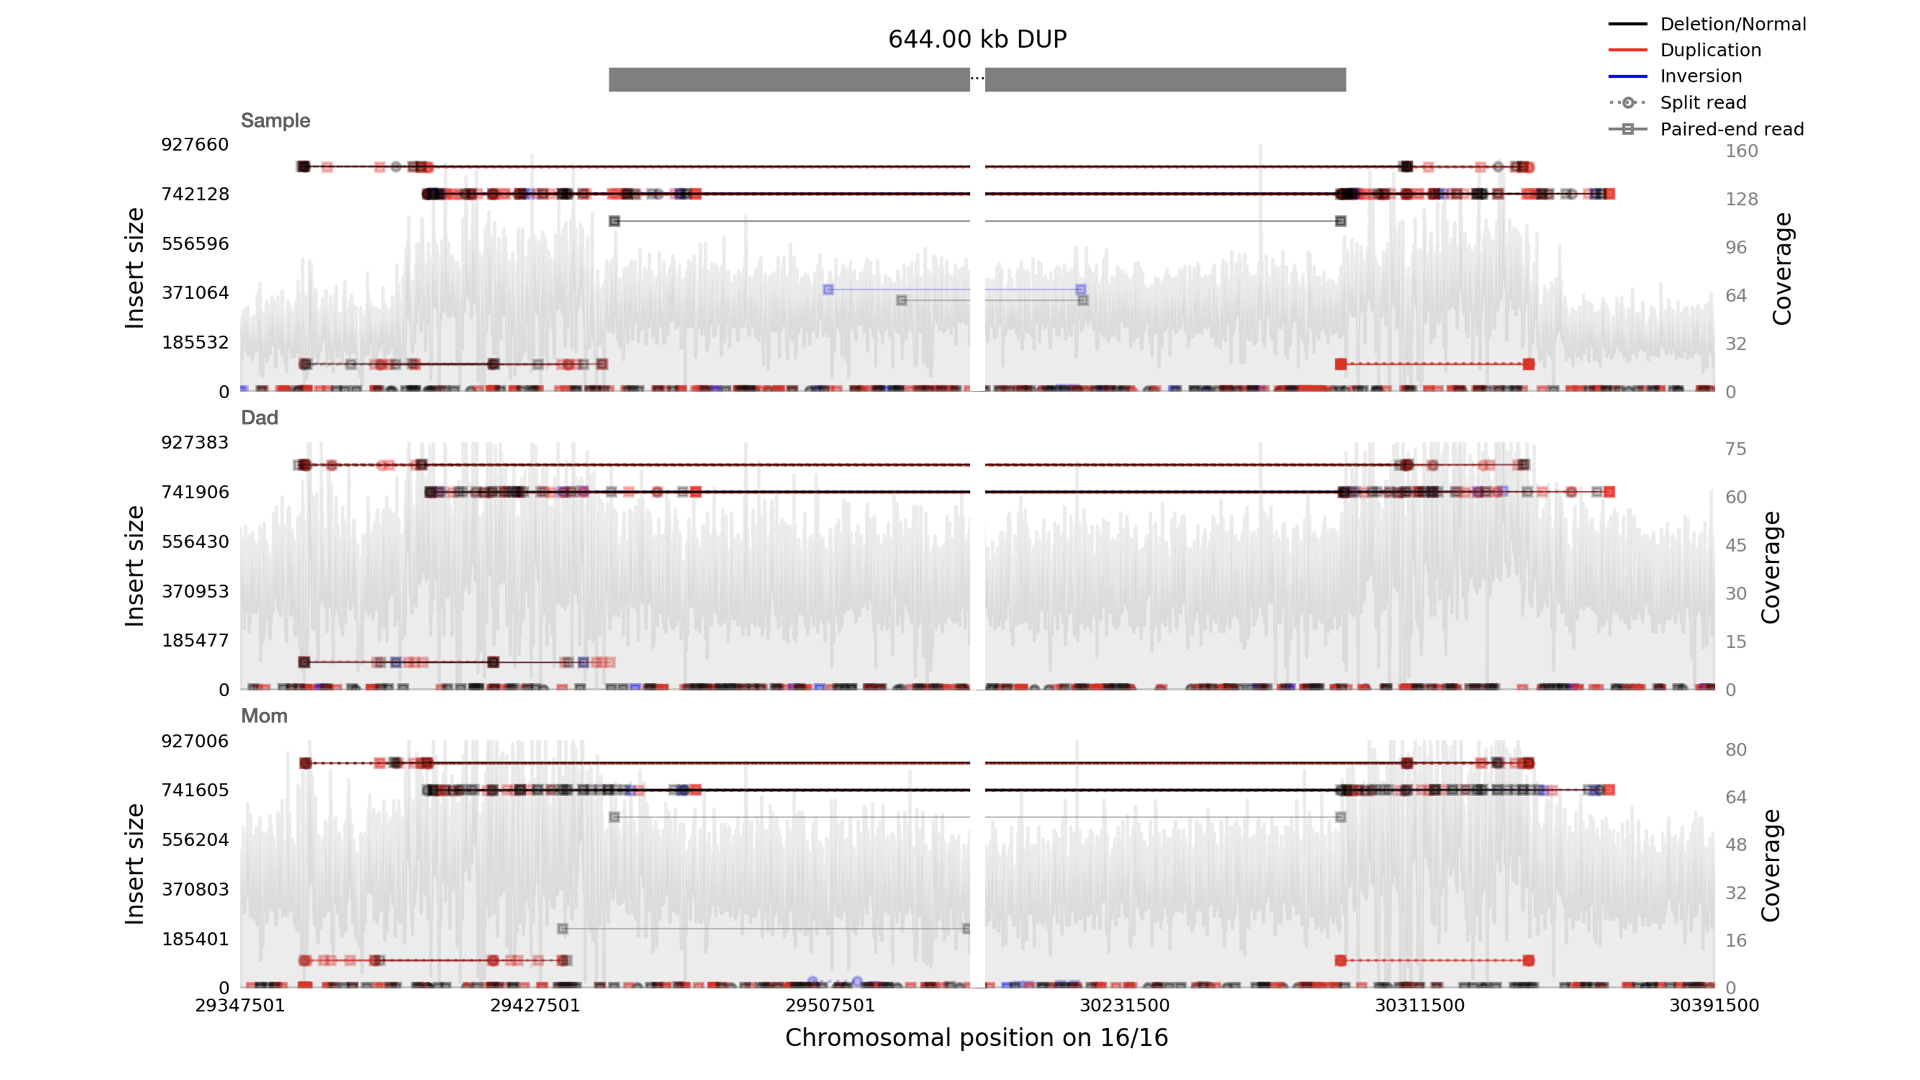 644.00 kb DUP
Deletion/Normal
Duplication
Inversion
Split read
Paired-end read
Sample
927660
742128
556596
371064
185532
0
Insert size
160
128
96
64
32
0
Coverage
Dad
927383
741906
556430
370953
185477
0
Insert size
75
60
45
30
15
0
Coverage
Mom
927006
741605
556204
370803
185401
0
Insert size
80
64
48
32
16
0
Coverage
29347501 29427501 29507501 30231500 30311500 30391500
Chromosomal position on 16/16